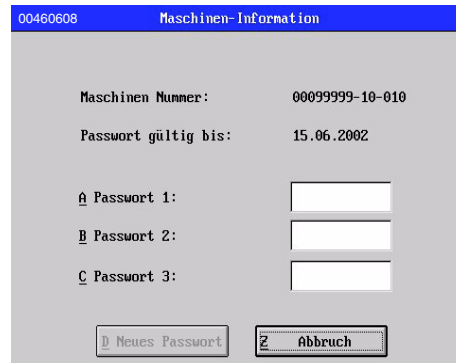 00460608 Maschinen-Information
Maschinen Nummer: 00099999-10-010
Passwort gültig bis: 15.06.2002
A Passwort 1:
B Passwort 2:
C Passwort 3:
D Neues Passwort Z Abbruch